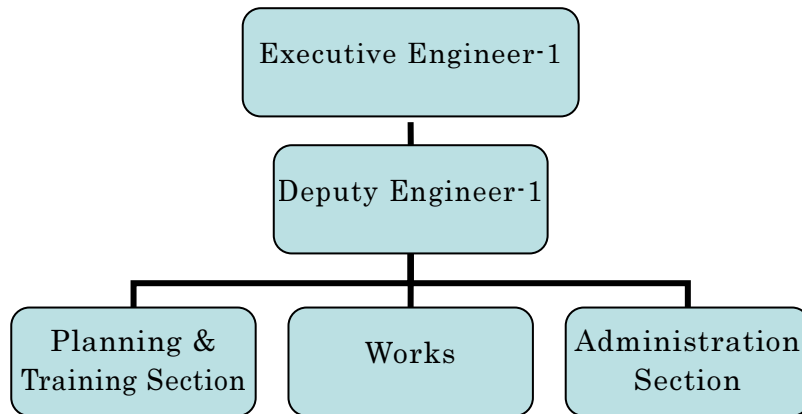 Executive Engineer-1
Deputy Engineer-1
Planning &
Training Section
Works
Administration
Section